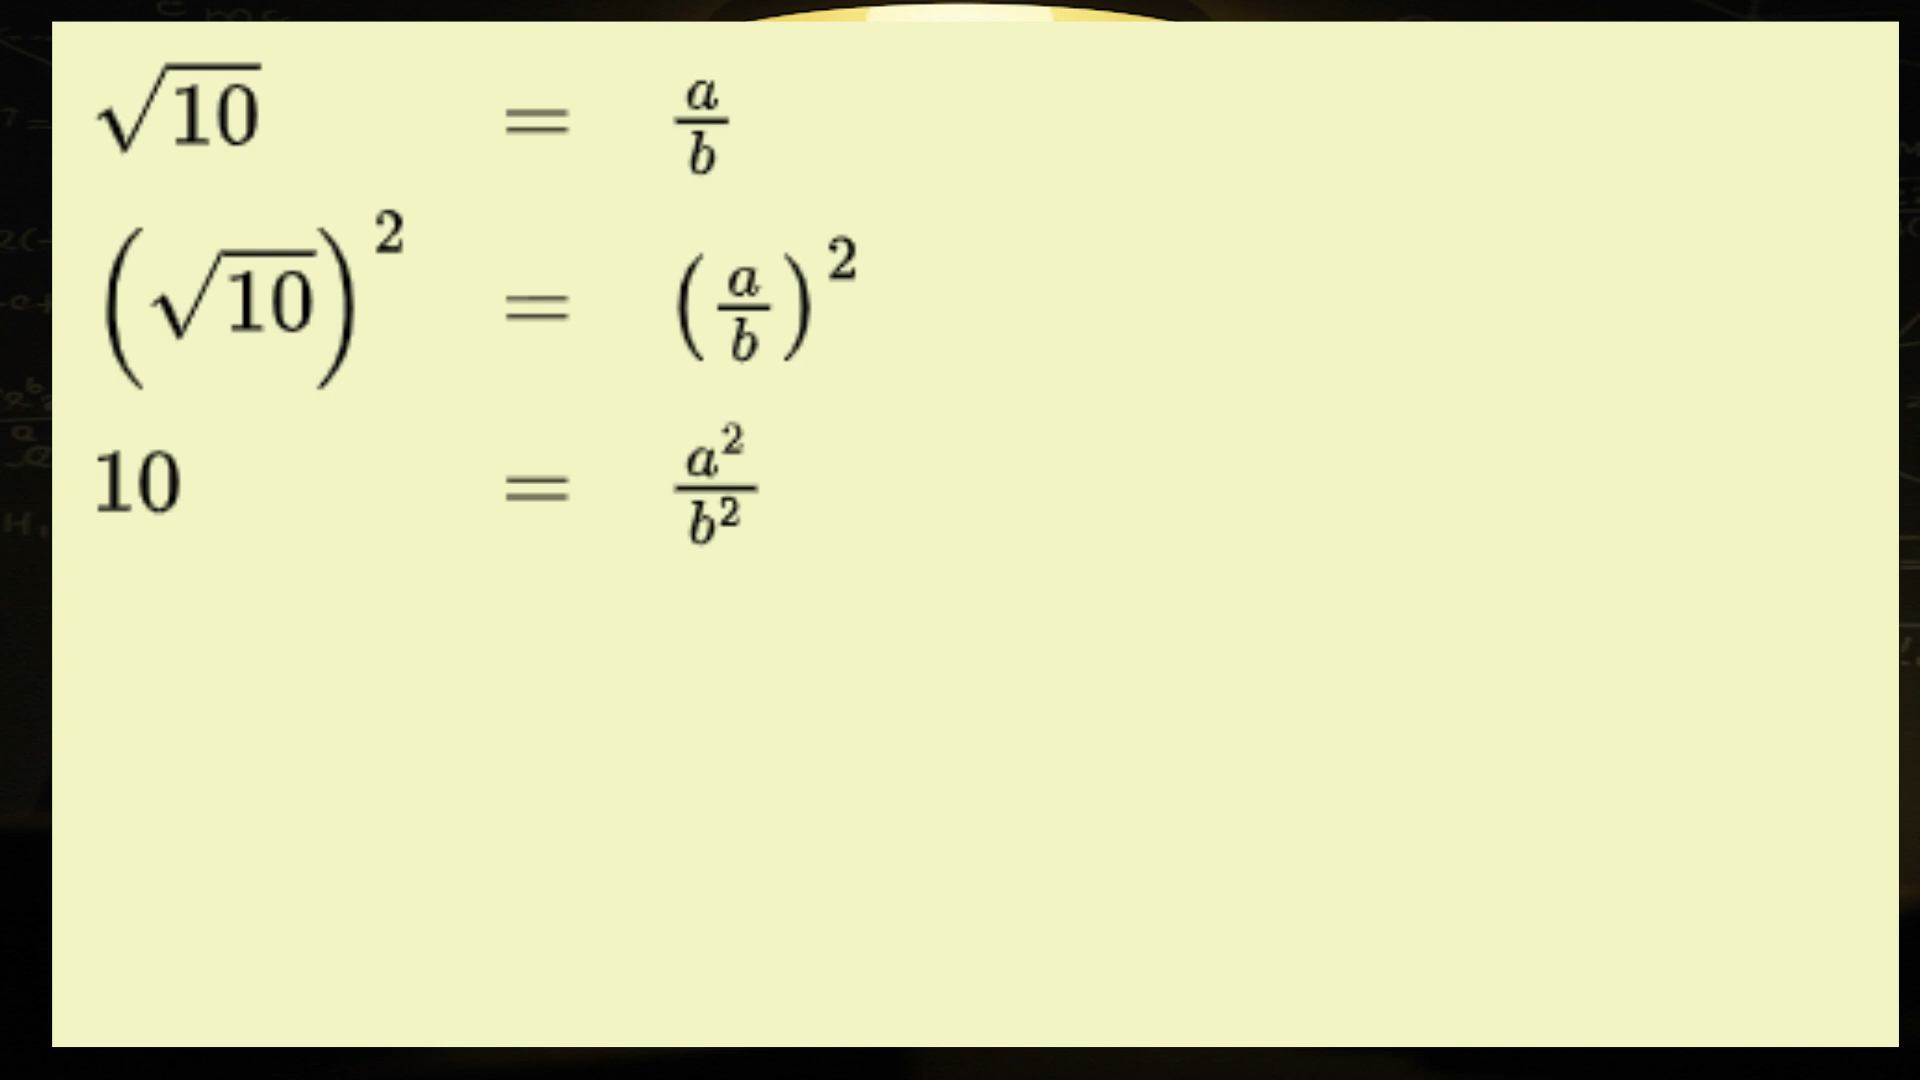 √10 = a/b
(√10)² = (a/b)²
10 = a²/b²